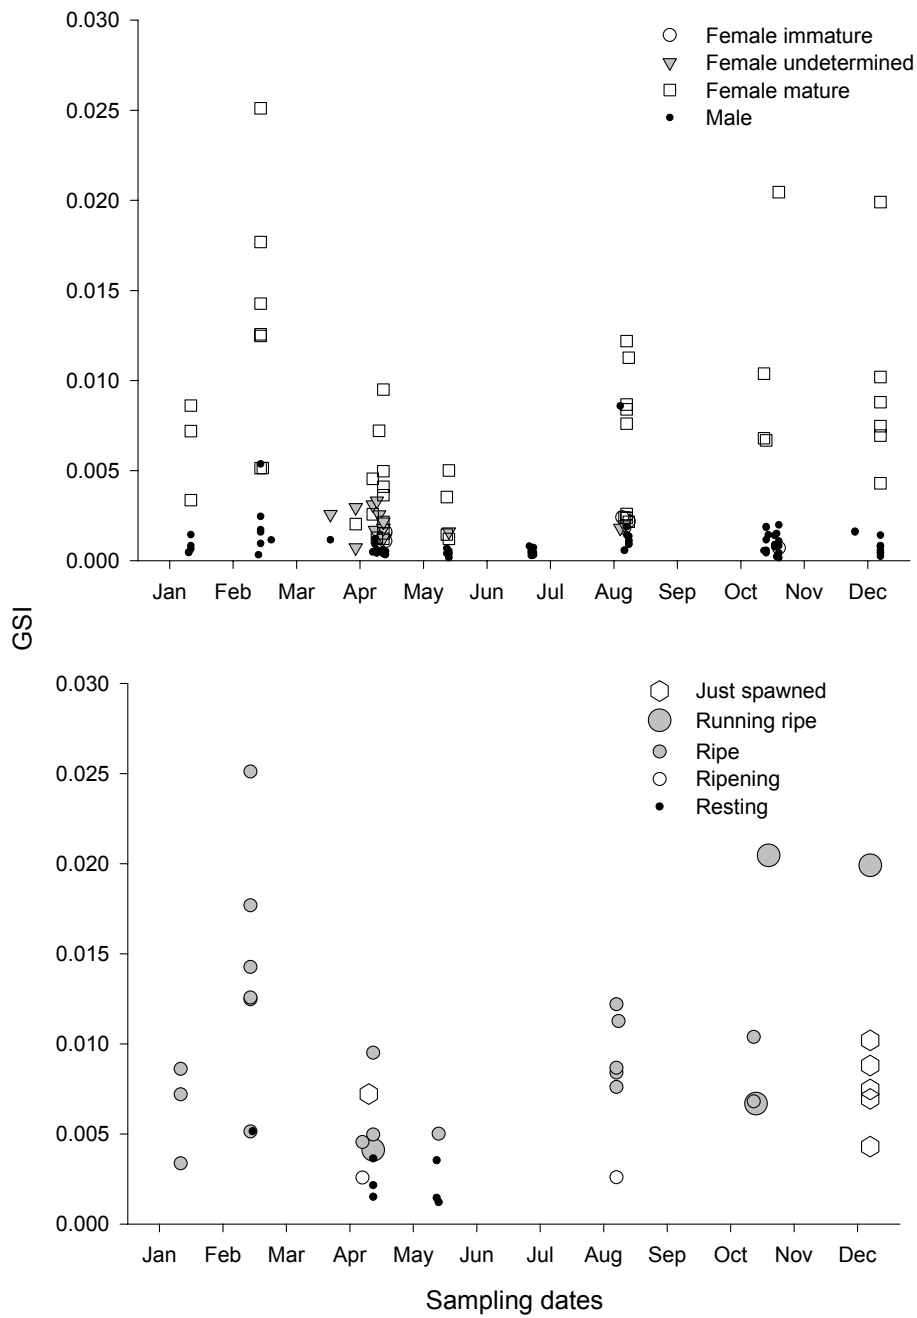 0.030
Female immature
Female undetermined
0.025
Female mature
Male
0.020
0.015
0.010
0.005
0.000
Jan Feb Mar Apr May Jun Jul Aug Sep Oct Nov Dec
GSI
0.030
Just spawned
Running ripe
Ripe
0.025
Ripening
Resting
0.020
0.015
0.010
0.005
0.000
Jan Feb Mar Apr May Jun Jul Aug Sep Oct Nov Dec
Sampling dates